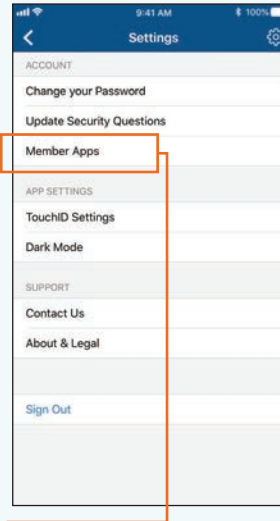 9:41 AM
100%
Settings
ACCOUNT
Change your Password
Update Security Questions
Member Apps
APP SETTINGS
TouchID Settings
Dark Mode
SUPPORT
Contact Us
About & Legal
Sign Out